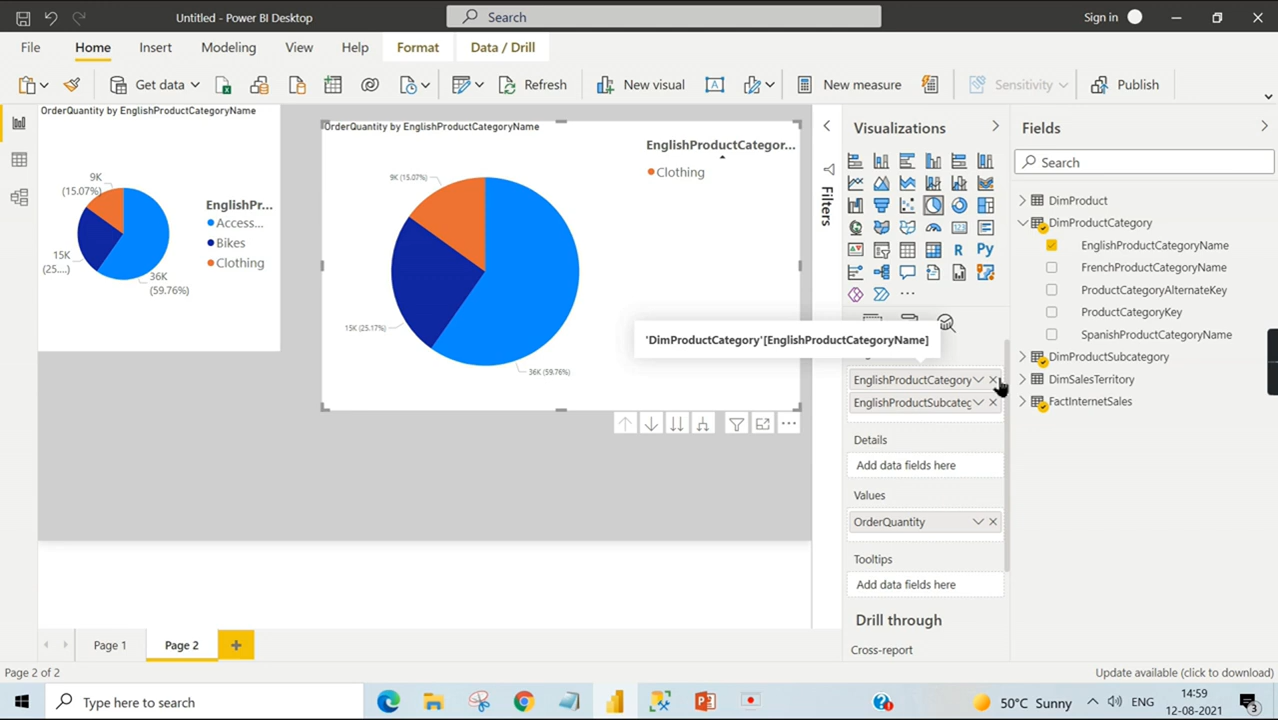 Untitled - Power BI Desktop
Search
Sign in
File
Home
Insert
Modeling
View
Help
Format
Data / Drill
Get data
Refresh
New visual
New measure
Sensitivity
Publish
OrderQuantity by EnglishProductCategoryName
9K
(15.07%)
15K
(25....)
36K
(59.76%)
EnglishPr...
Access...
Bikes
Clothing
OrderQuantity by EnglishProductCategoryName
9K (15.07%)
15K (25.17%)
36K (59.76%)
EnglishProductCategor...
Clothing
Filters
Visualizations
R
Py
'DimProductCategory'[EnglishProductCategoryName]
EnglishProductCategory
EnglishProductSubcateg
Details
Add data fields here
Values
OrderQuantity
Tooltips
Add data fields here
Drill through
Cross-report
Fields
Search
DimProduct
DimProductCategory
EnglishProductCategoryName
FrenchProductCategoryName
ProductCategoryAlternateKey
ProductCategoryKey
SpanishProductCategoryName
DimProductSubcategory
DimSalesTerritory
FactInternetSales
Page 1
Page 2
Page 2 of 2
Update available (click to download)
Type here to search
50°C Sunny
ENG
14:59
12-08-2021
3